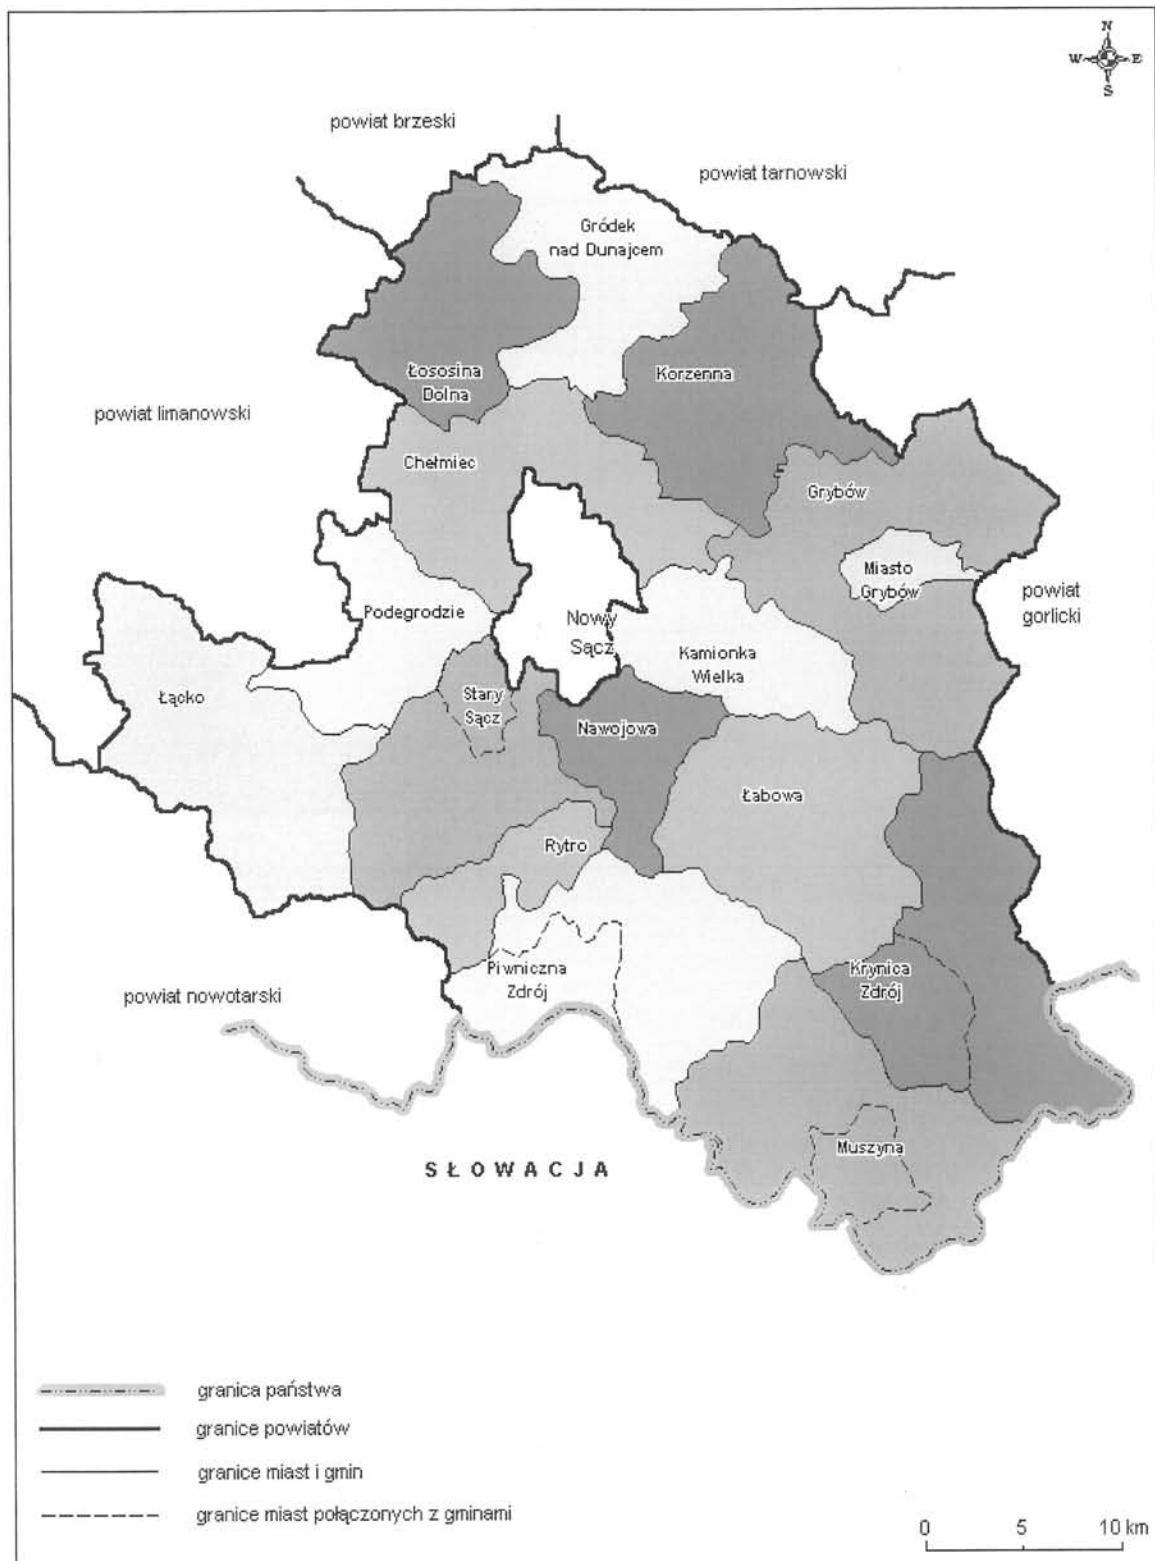 N
W E
S
powiat brzeski
powiat tarnowski
Gródek
nad Dunajcem
Łososina
Dolna
Korzenna
powiat limanowski
Chełmiec
Grybów
Miasto
Grybów
powiat
gorlicki
Podegrodzie
Nowy
Sącz
Kamionka
Wielka
Łącko
Stary
Sącz
Nawojowa
Łabowa
Rytro
Piwniczna
Zdrój
Krynica
Zdrój
powiat nowotarski
Muszyna
SŁOWACJA
granica państwa
granice powiatów
granice miast i gmin
granice miast połączonych z gminami
0 5 10 km